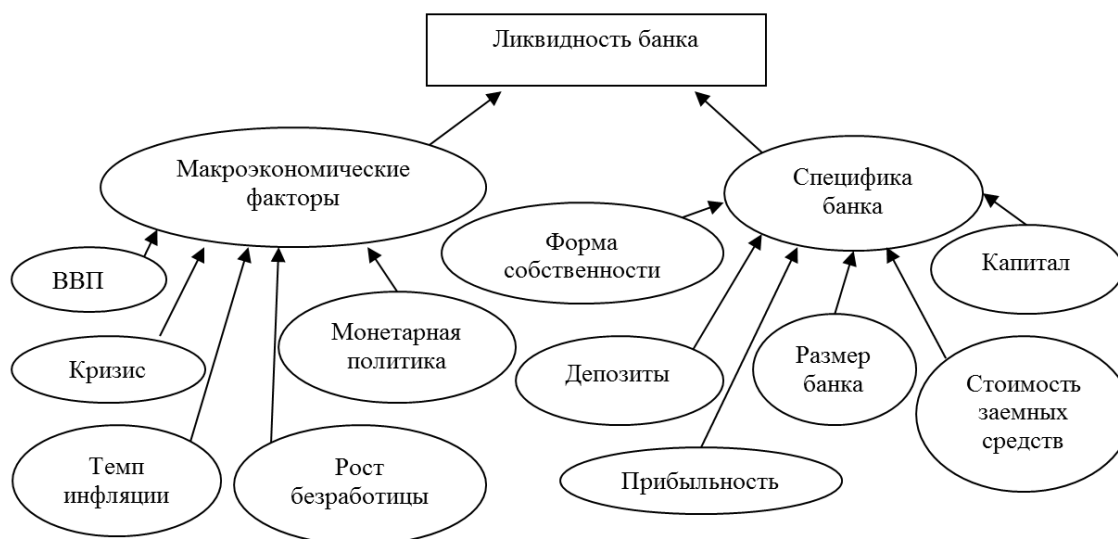 Ликвидность банка
Макроэкономические
факторы
Специфика
банка
ВВП
Форма
собственности
Капитал
Кризис
Монетарная
политика
Депозиты
Размер
банка
Стоимость
заемных
средств
Темп
инфляции
Рост
безработицы
Прибыльность